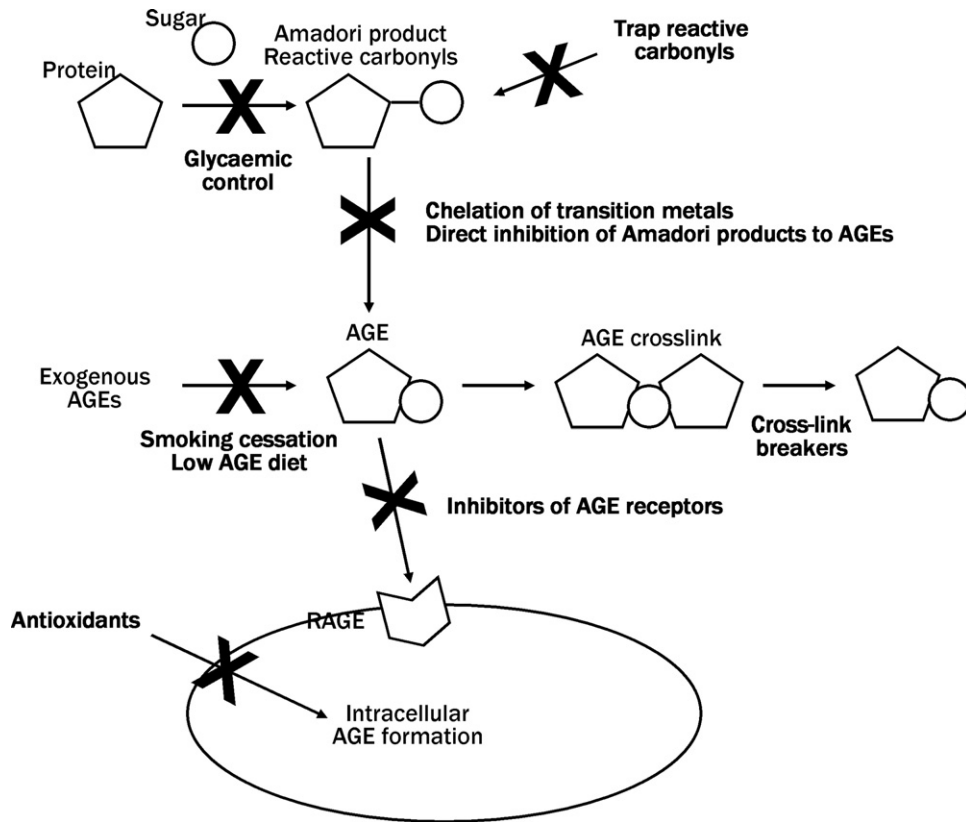 Sugar
Protein
Amadori product
Reactive carbonyls
Trap reactive
carbonyls
Glycaemic
control
Chelation of transition metals
Direct inhibition of Amadori products to AGEs
AGE
AGE crosslink
Exogenous
AGEs
Smoking cessation
Low AGE diet
Cross-link
breakers
Inhibitors of AGE receptors
Antioxidants
RAGE
Intracellular
AGE formation